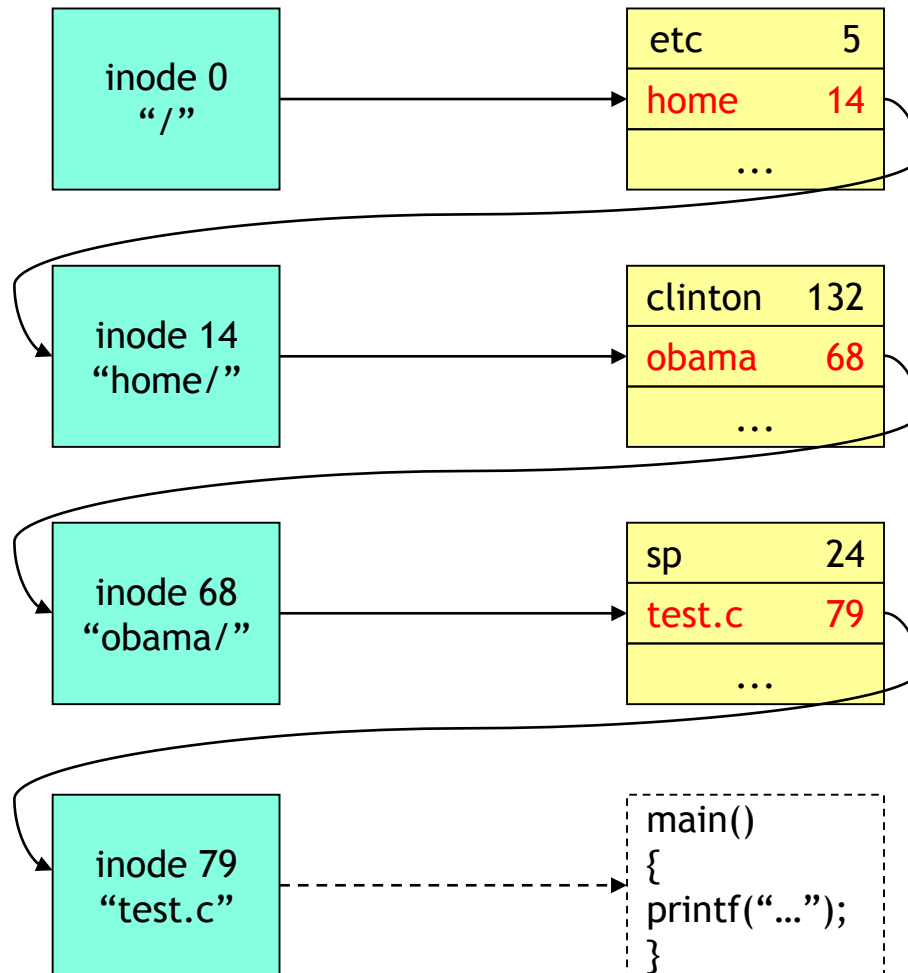 inode 0
“/”
etc 5
home 14
...
inode 14
“home/”
clinton 132
obama 68
...
inode 68
“obama/”
sp 24
test.c 79
...
inode 79
“test.c”
main()
{
printf(“...”);
}